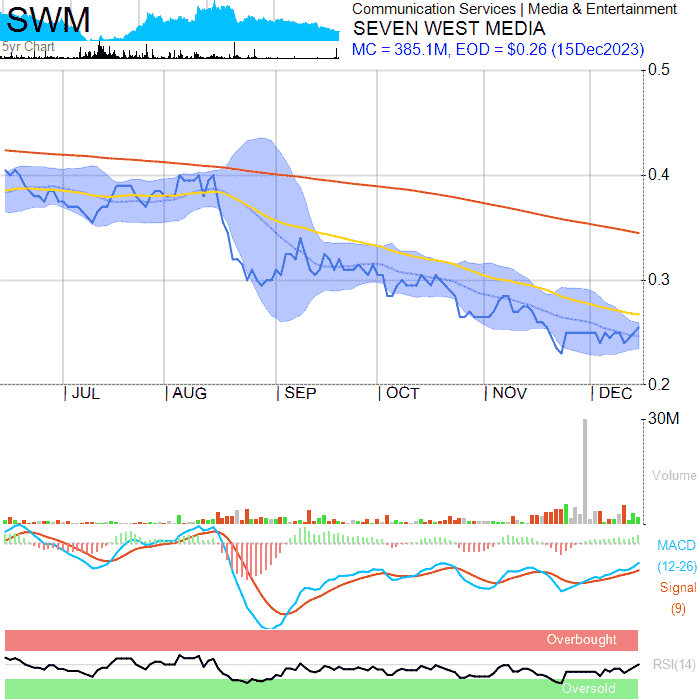 SWM
5yr Chart
Communication Services | Media & Entertainment
SEVEN WEST MEDIA
MC = 385.1M, EOD = $0.26 (15Dec2023)
0.5
0.4
0.3
0.2
JUL
AUG
SEP
OCT
NOV
DEC
30M
Volume
MACD
(12-26)
Signal
(9)
Overbought
RSI(14)
Oversold